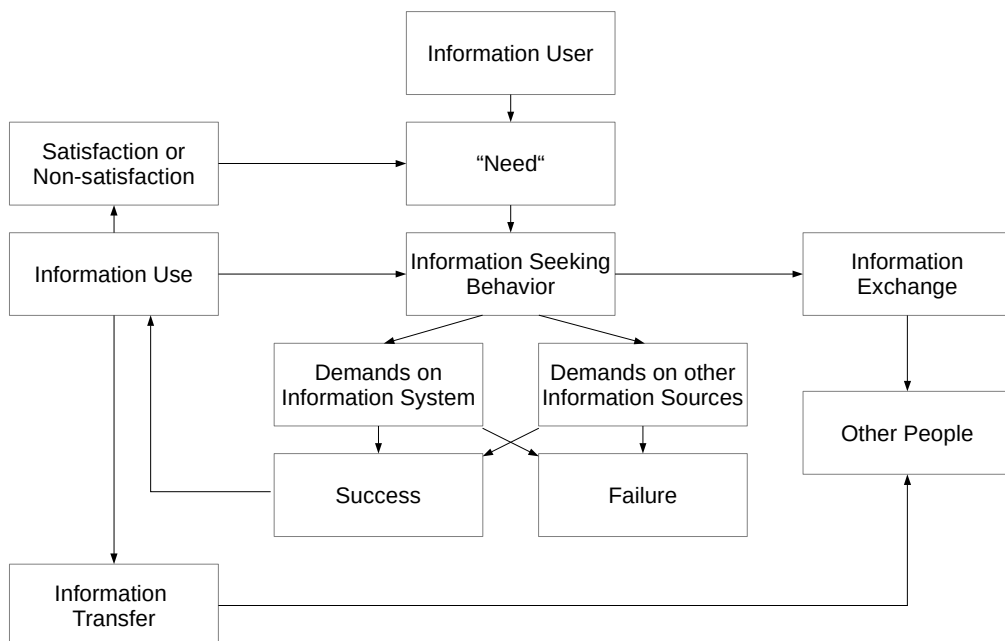 Information User
Satisfaction or
Non-satisfaction
“Need“
Information Use
Information Seeking
Behavior
Information
Exchange
Demands on
Information System
Demands on other
Information Sources
Other People
Success
Failure
Information
Transfer